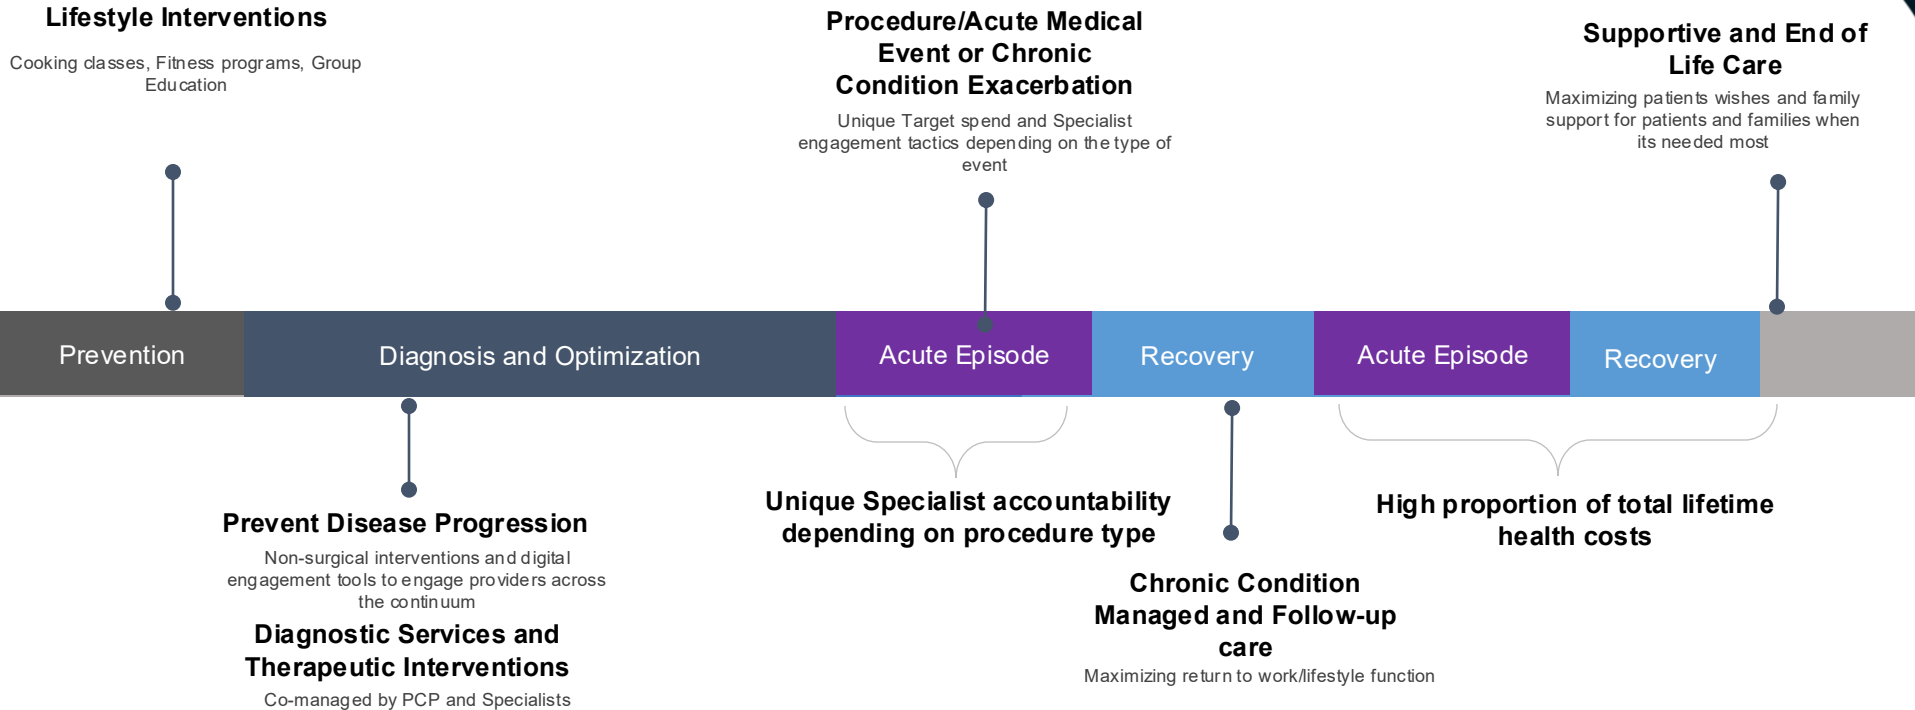 Lifestyle Interventions
Cooking classes, Fitness programs, Group
Education
Procedure/Acute Medical
Event or Chronic
Condition Exacerbation
Unique Target spend and Specialist
engagement tactics depending on the type of
event
Supportive and End of
Life Care
Maximizing patients wishes and family
support for patients and families when
its needed most
Prevention
Diagnosis and Optimization
Acute Episode
Recovery
Acute Episode
Recovery
Prevent Disease Progression
Non-surgical interventions and digital
engagement tools to engage providers across
the continuum
Diagnostic Services and
Therapeutic Interventions
Co-managed by PCP and Specialists
Unique Specialist accountability
depending on procedure type
Chronic Condition
Managed and Follow-up
care
Maximizing return to work/lifestyle function
High proportion of total lifetime
health costs